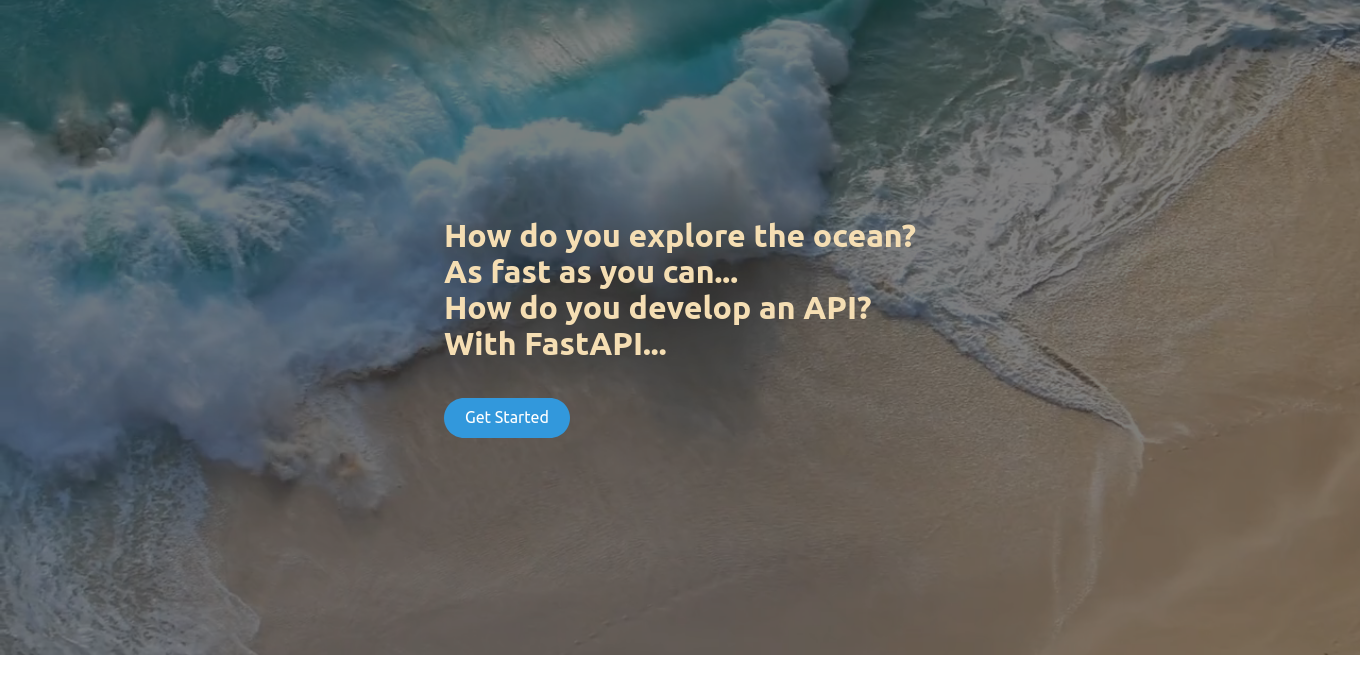 How do you explore the ocean?
As fast as you can...
How do you develop an API?
With FastAPI...
Get Started